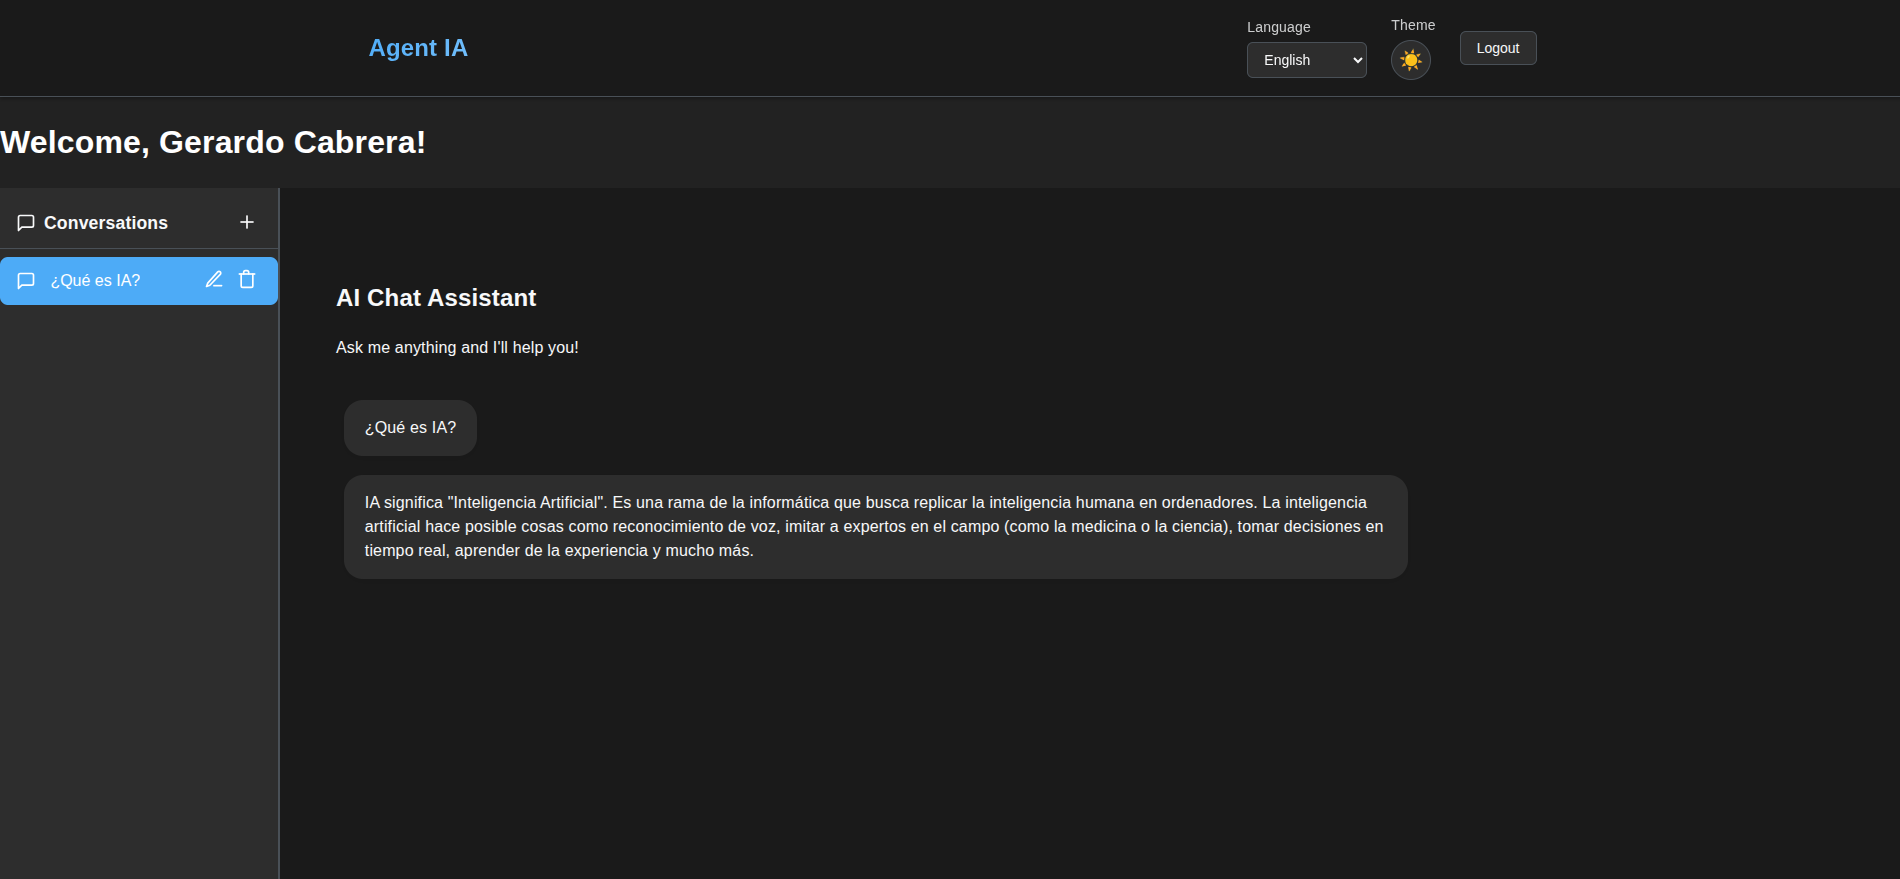 Agent IA
Language
English
Theme
Logout
Welcome, Gerardo Cabrera!
Conversations
¿Qué es IA?
AI Chat Assistant
Ask me anything and I'll help you!
¿Qué es IA?
IA significa "Inteligencia Artificial". Es una rama de la informática que busca replicar la inteligencia humana en ordenadores. La inteligencia
artificial hace posible cosas como reconocimiento de voz, imitar a expertos en el campo (como la medicina o la ciencia), tomar decisiones en
tiempo real, aprender de la experiencia y mucho más.